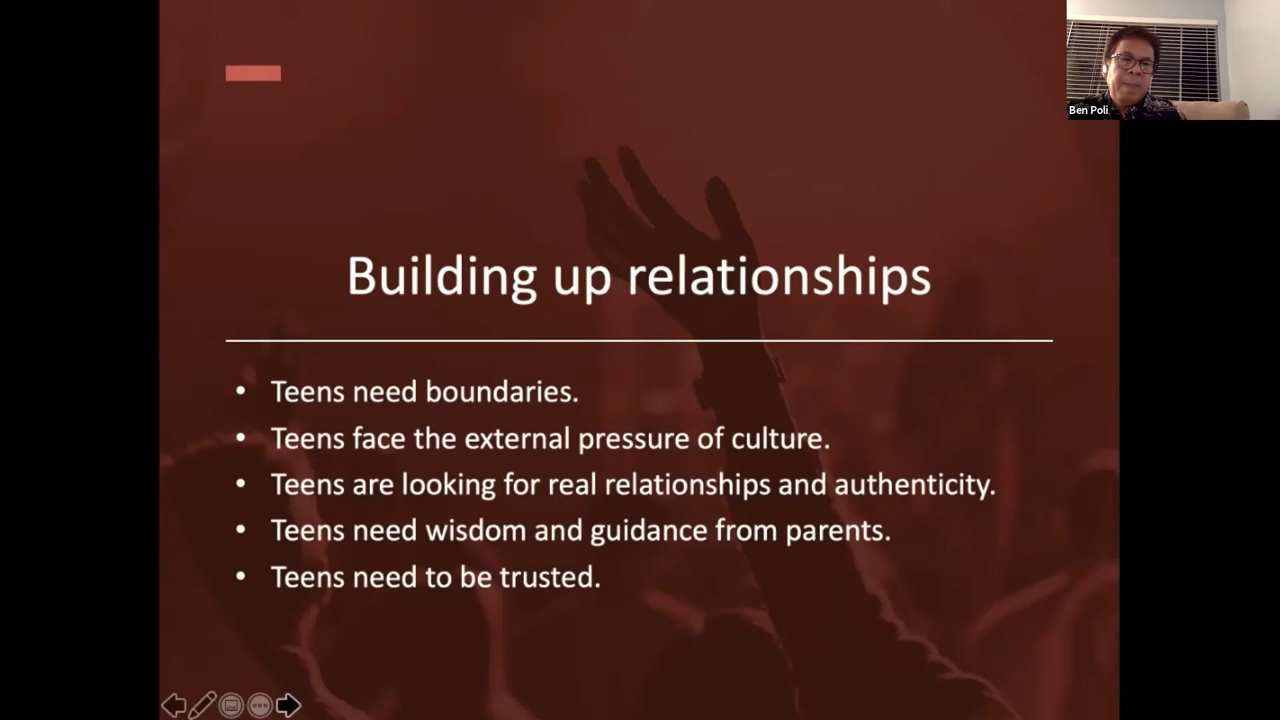 Ben Poli
Building up relationships
• Teens need boundaries.
• Teens face the external pressure of culture.
• Teens are looking for real relationships and authenticity.
• Teens need wisdom and guidance from parents.
• Teens need to be trusted.